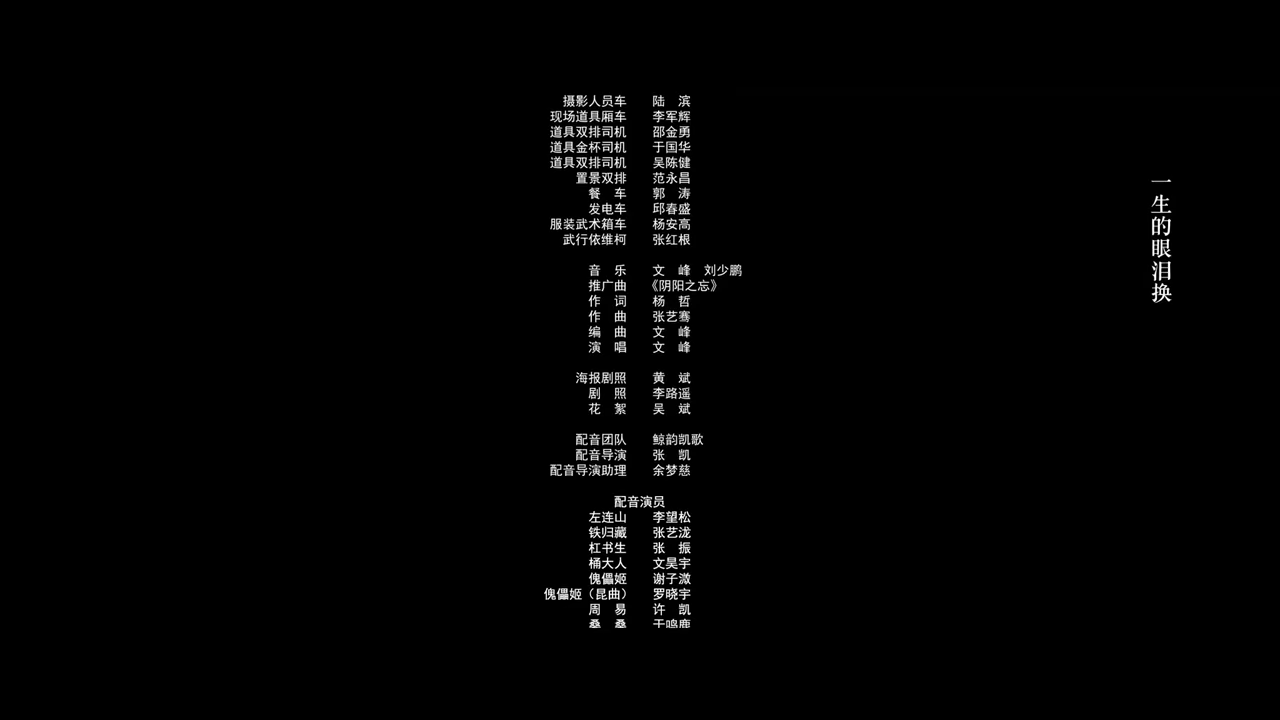 摄影人员车 陆 滨
现场道具厢车 李军辉
道具双排司机 邵金勇
道具金杯司机 于国华
道具双排司机 吴陈健
置景双排 范永昌
餐 车 郭 涛
发电车 邱春盛
服装武术箱车 杨安高
武行依维柯 张红根
音 乐 文 峰 刘少鹏
推广曲 《阴阳之忘》
作 词 杨 哲
作 曲 张艺骞
编 曲 文 峰
演 唱 文 峰
海报剧照 黄 斌
剧 照 李路遥
花 絮 吴 斌
配音团队 鲸韵凯歌
配音导演 张 凯
配音导演助理 余梦慈
配音演员
左连山 李望松
铁归藏 张艺泷
杠书生 张 振
桶大人 文昊宇
傀儡姬 谢子溦
傀儡姬（昆曲） 罗晓宇
周 易 许 凯
桑 桑 于鸣鹿
一生的眼泪换